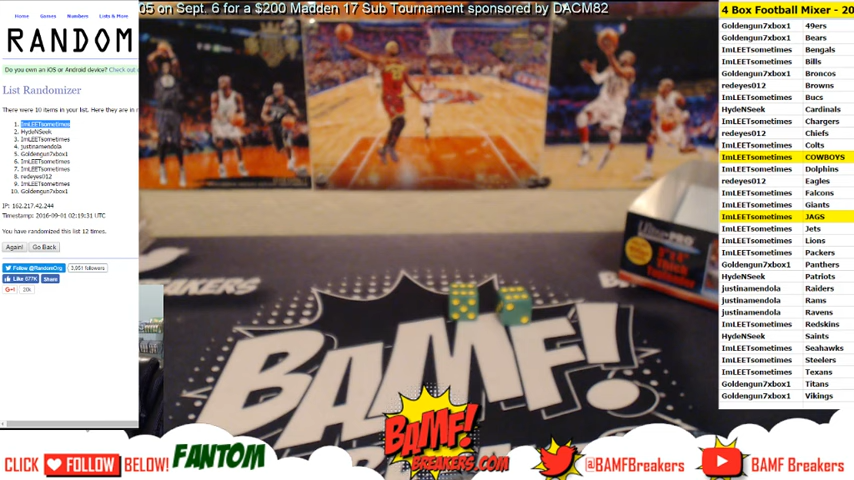 05 on Sept. 6 for a $200 Madden 17 Sub Tournament sponsored by DACM82
Home Games Numbers Lists & More
RANDOM
Do you own an iOS or Android device? Check out
List Randomizer
There were 10 items in your list. Here they are in r
1. ImLEETsometimes
2. HydeNSeek
3. ImLEETsometimes
4. justinamendola
5. Goldengun7xbox1
6. ImLEETsometimes
7. ImLEETsometimes
8. redeyes012
9. ImLEETsometimes
10. Goldengun7xbox1
IP: 162.217.42.244
Timestamp: 2016-09-01 02:19:31 UTC
You have randomized this list 12 times.
Again! Go Back
Follow @RandomOrg 3,951 followers
Like 677K Share
G+1 20k
4 Box Football Mixer - 20
Goldengun7xbox1 49ers
Goldengun7xbox1 Bears
ImLEETsometimes Bengals
ImLEETsometimes Bills
Goldengun7xbox1 Broncos
redeyes012 Browns
ImLEETsometimes Bucs
HydeNSeek Cardinals
ImLEETsometimes Chargers
redeyes012 Chiefs
ImLEETsometimes Colts
ImLEETsometimes COWBOYS
ImLEETsometimes Dolphins
redeyes012 Eagles
ImLEETsometimes Falcons
ImLEETsometimes Giants
ImLEETsometimes JAGS
ImLEETsometimes Jets
ImLEETsometimes Lions
ImLEETsometimes Packers
Goldengun7xbox1 Panthers
HydeNSeek Patriots
justinamendola Raiders
justinamendola Rams
justinamendola Ravens
ImLEETsometimes Redskins
HydeNSeek Saints
ImLEETsometimes Seahawks
ImLEETsometimes Steelers
ImLEETsometimes Texans
Goldengun7xbox1 Titans
Goldengun7xbox1 Vikings
Ultra-PRO
BREAKERS
BAMF!
BAMF!
BREAKERS.COM
CLICK FOLLOW BELOW!
FANTOM
@BAMFBreakers
BAMF Breakers